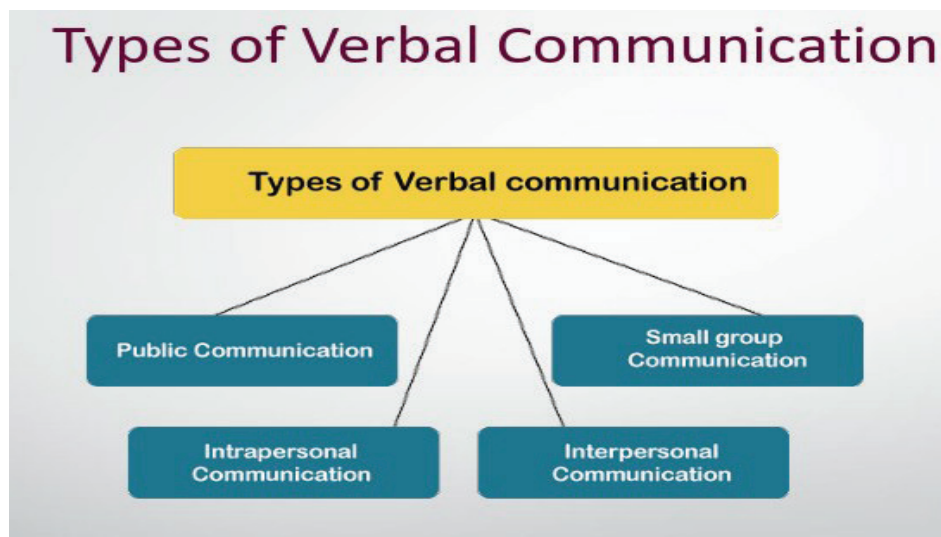 Types of Verbal Communication
Types of Verbal communication
Public Communication
Small group
Communication
Intrapersonal
Communication
Interpersonal
Communication